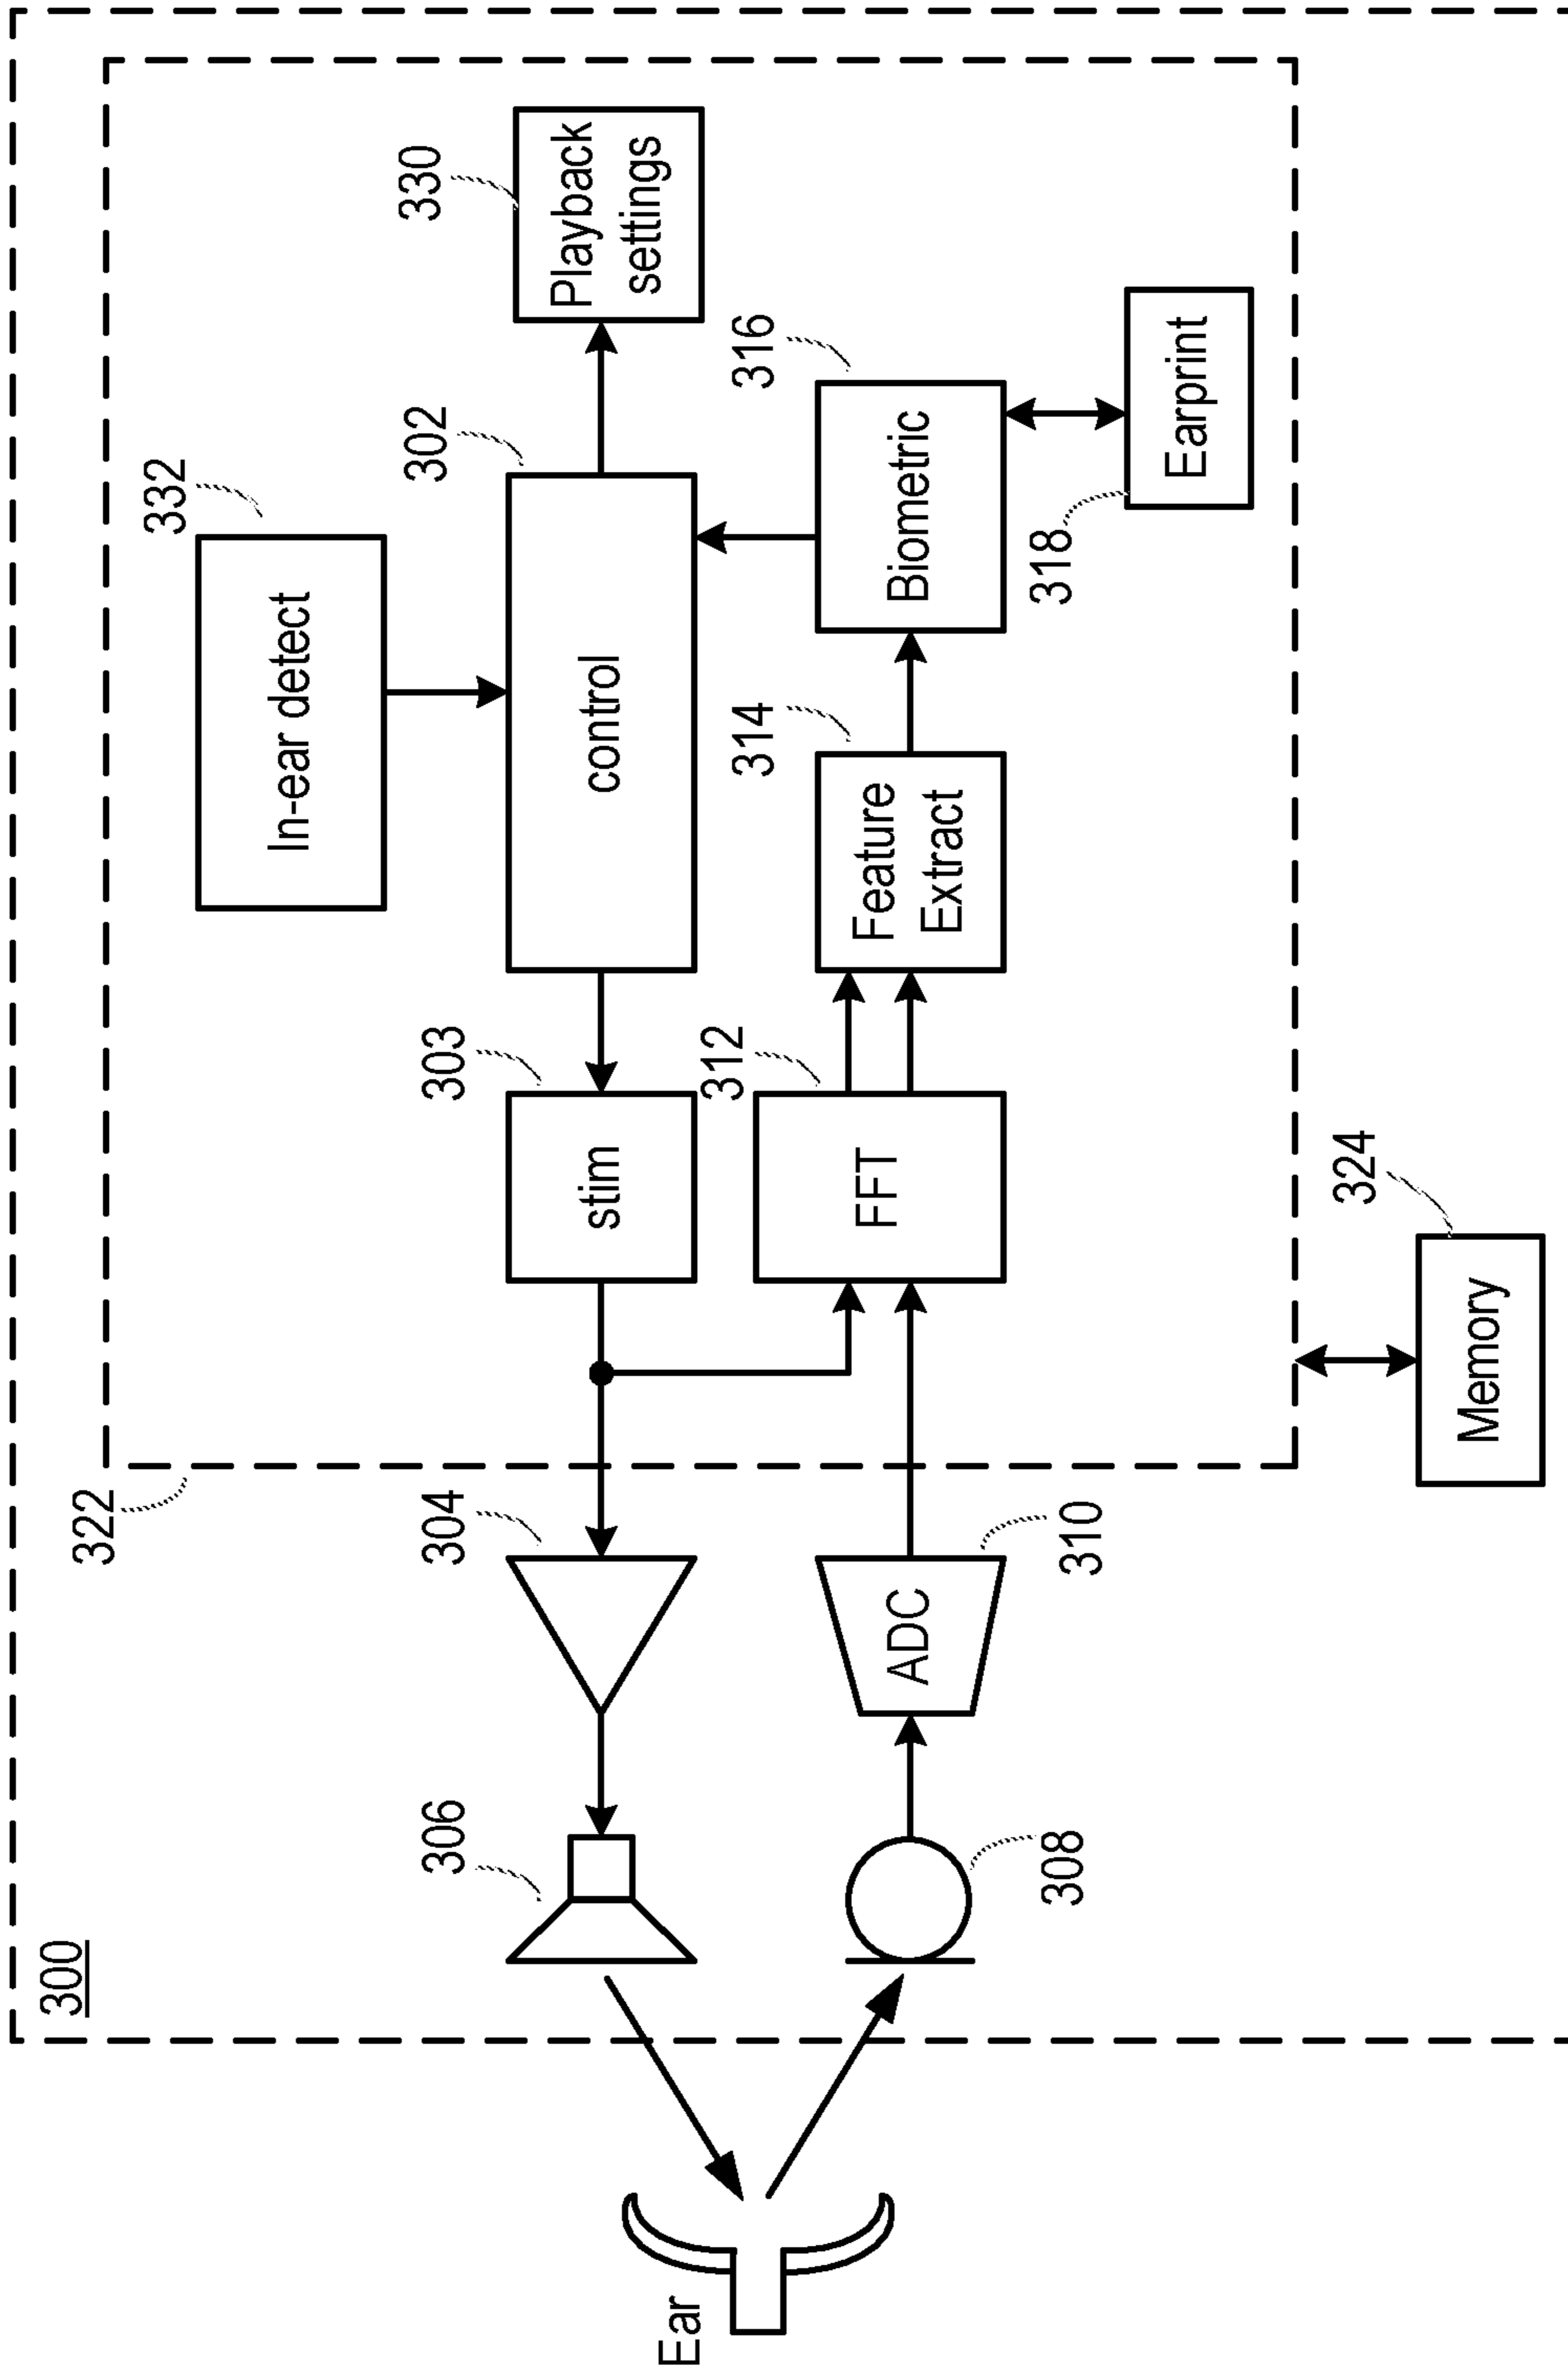 300
322
332
In-ear detect
306
304
303
302
330
stim
control
Playback
settings
Ear
308
310
312
314
316
ADC
FFT
Feature
Extract
Biometric
318
Earprint
324
Memory